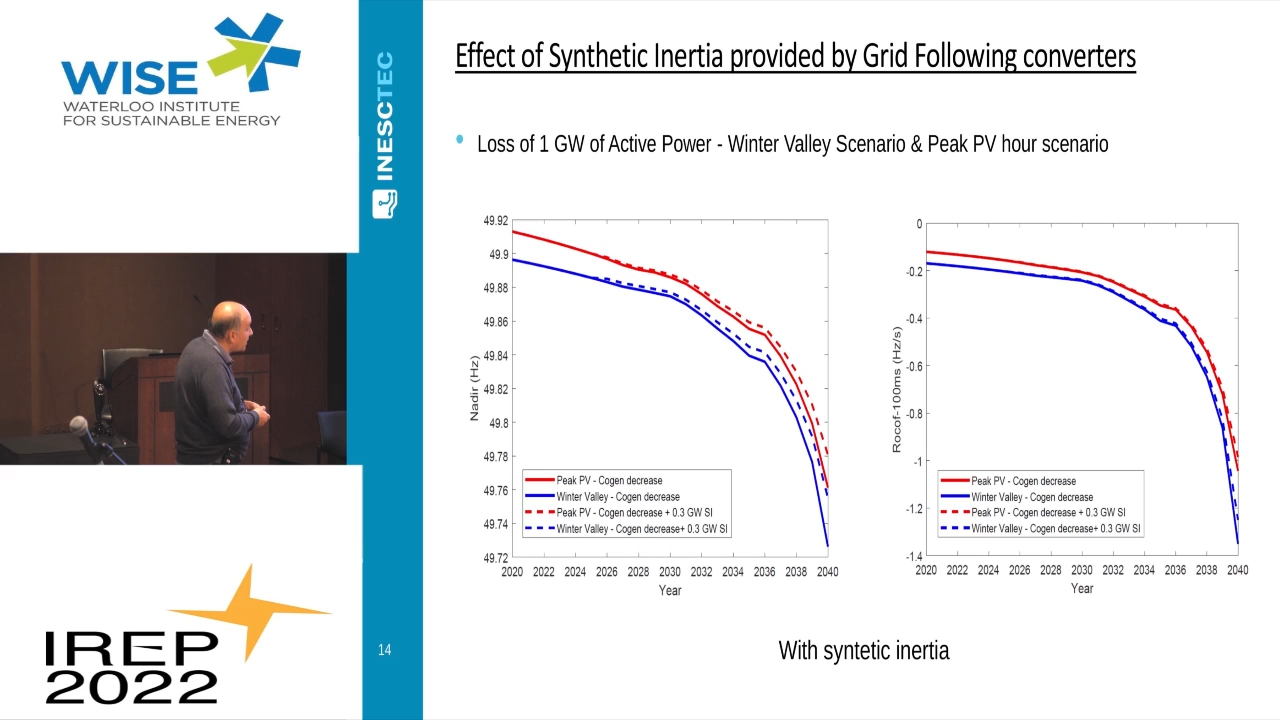 WISE
WATERLOO INSTITUTE
FOR SUSTAINABLE ENERGY
INESCTEC
IREP
2022
14
Effect of Synthetic Inertia provided by Grid Following converters
Loss of 1 GW of Active Power - Winter Valley Scenario & Peak PV hour scenario
49.92
49.9
49.88
49.86
49.84
49.82
49.8
49.78
49.76
49.74
49.72
Nadir (Hz)
Peak PV - Cogen decrease
Winter Valley - Cogen decrease
Peak PV - Cogen decrease + 0.3 GW SI
Winter Valley - Cogen decrease+ 0.3 GW SI
2020 2022 2024 2026 2028 2030 2032 2034 2036 2038 2040
Year
0
-0.2
-0.4
-0.6
-0.8
-1
-1.2
-1.4
Rocof-100ms (Hz/s)
Peak PV - Cogen decrease
Winter Valley - Cogen decrease
Peak PV - Cogen decrease + 0.3 GW SI
Winter Valley - Cogen decrease+ 0.3 GW SI
2020 2022 2024 2026 2028 2030 2032 2034 2036 2038 2040
Year
With syntetic inertia